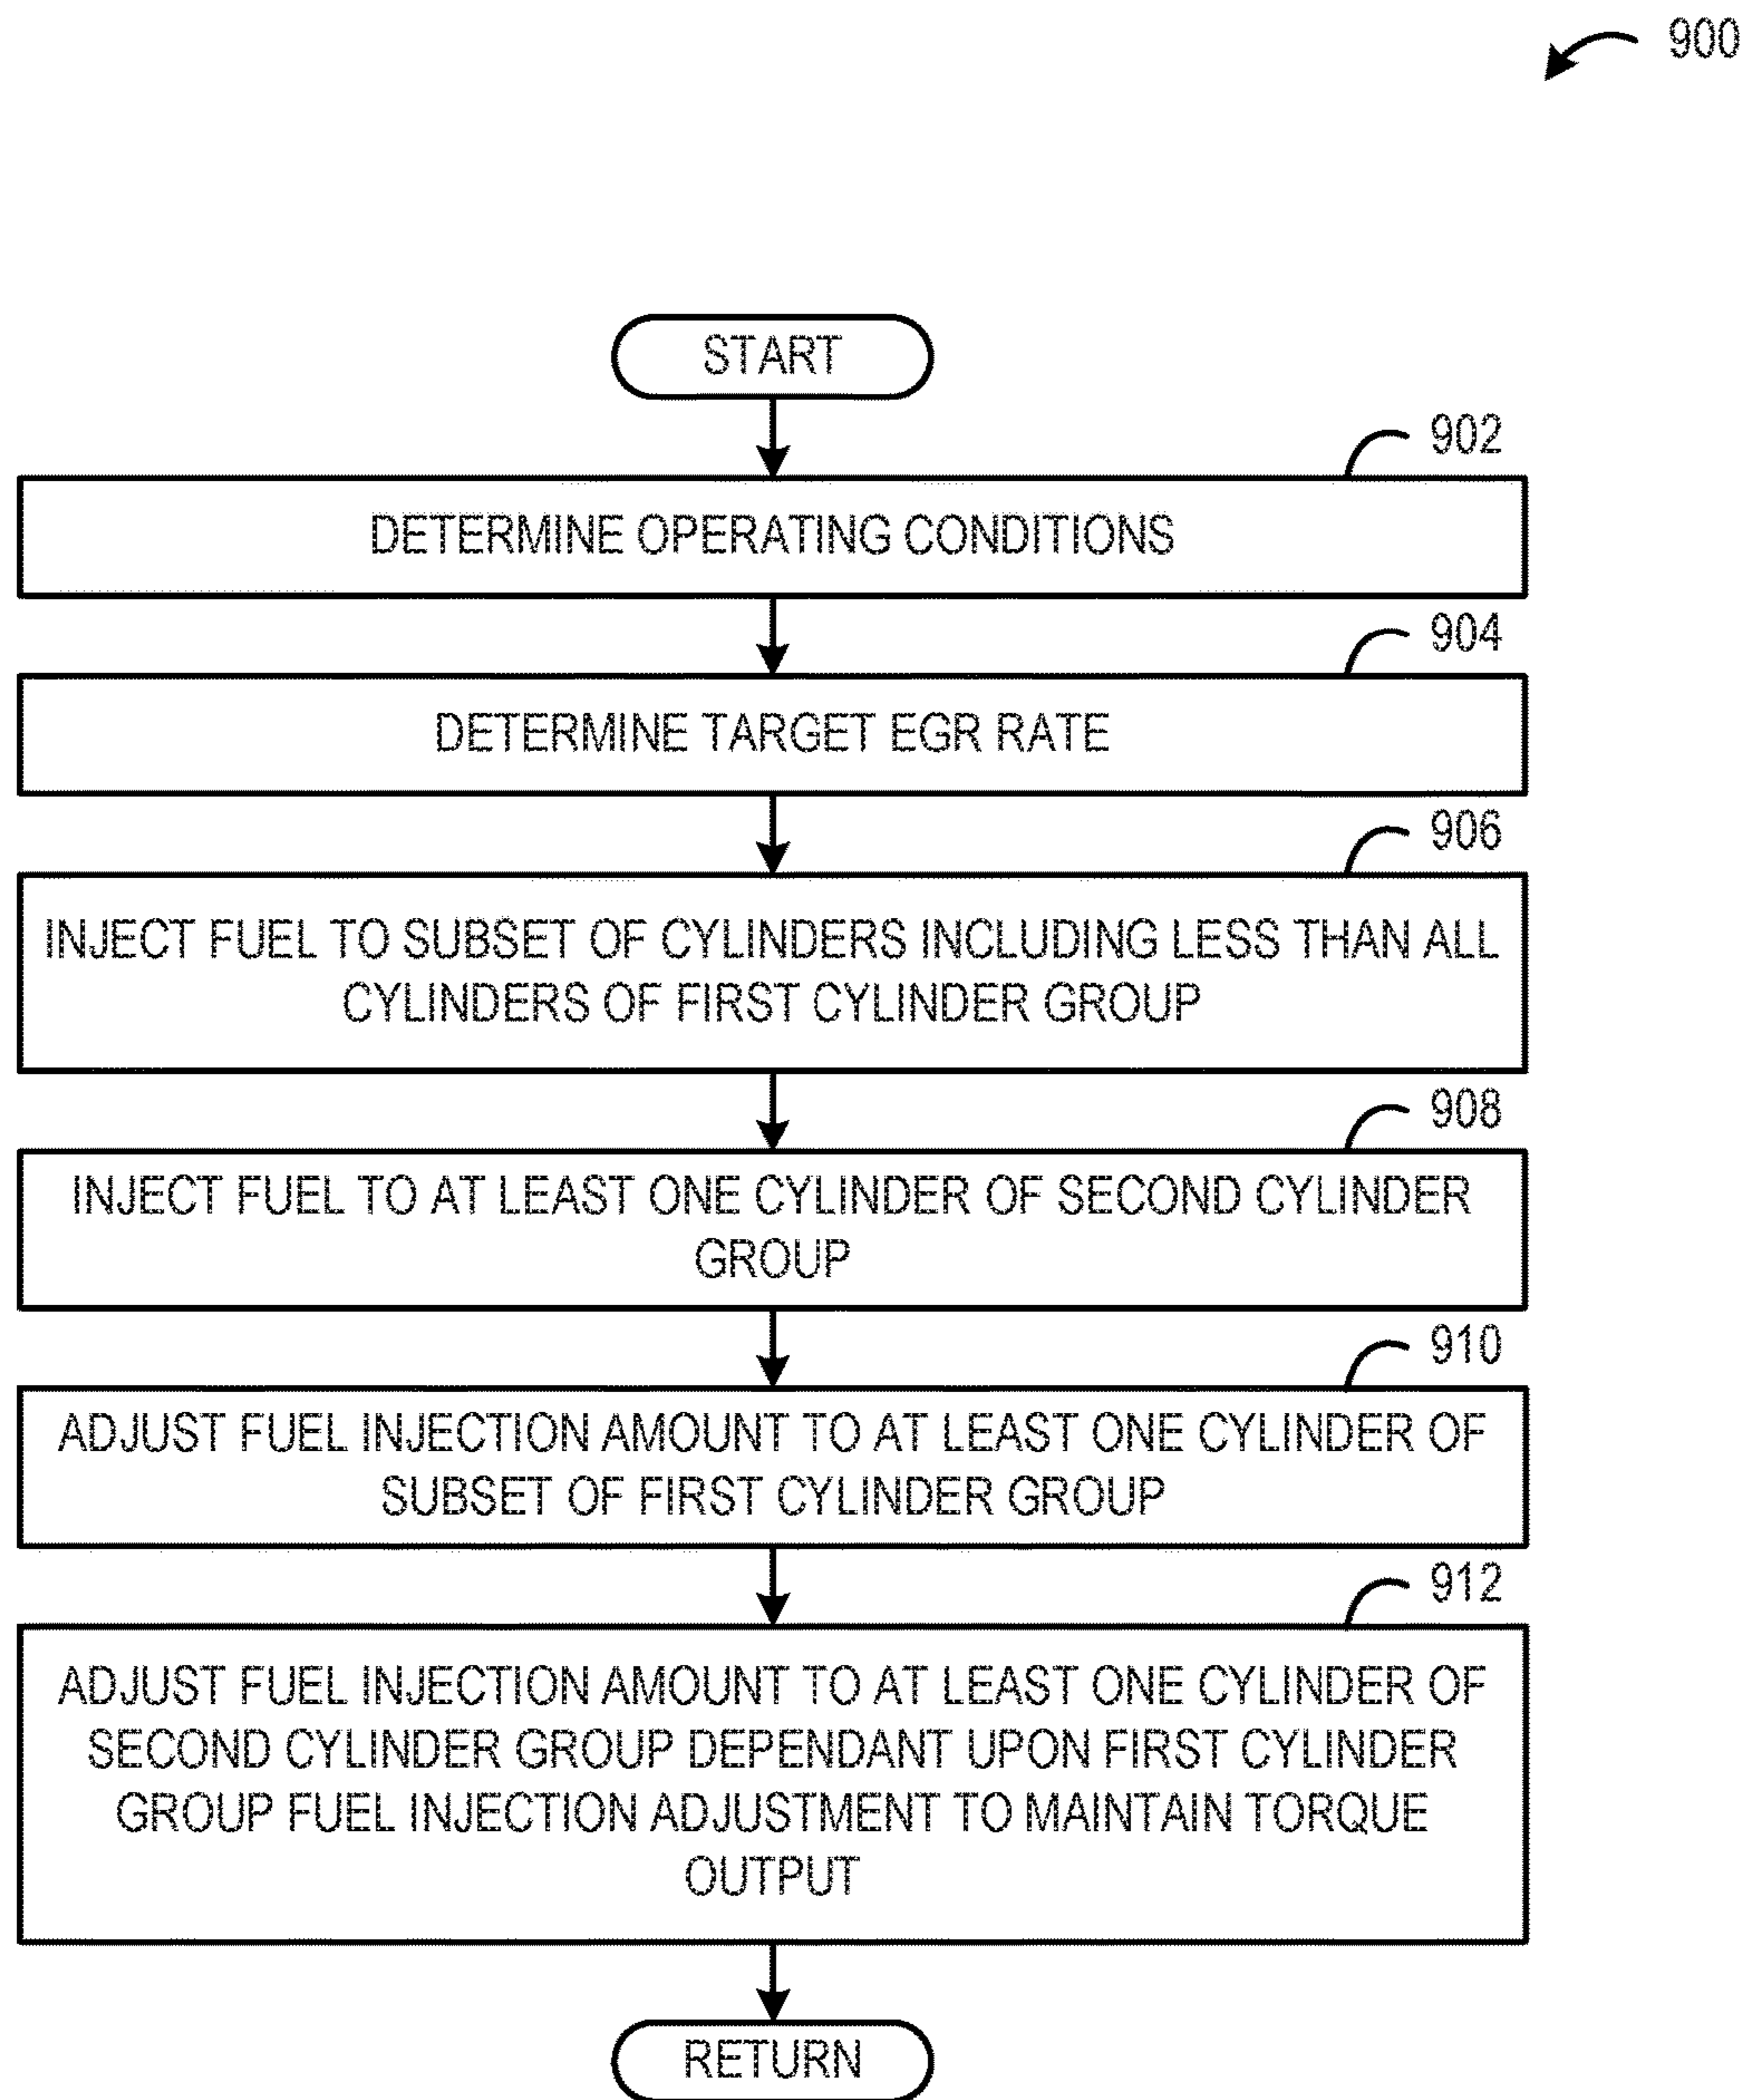 900
START
902
DETERMINE OPERATING CONDITIONS
904
DETERMINE TARGET EGR RATE
906
INJECT FUEL TO SUBSET OF CYLINDERS INCLUDING LESS THAN ALL
CYLINDERS OF FIRST CYLINDER GROUP
908
INJECT FUEL TO AT LEAST ONE CYLINDER OF SECOND CYLINDER
GROUP
910
ADJUST FUEL INJECTION AMOUNT TO AT LEAST ONE CYLINDER OF
SUBSET OF FIRST CYLINDER GROUP
912
ADJUST FUEL INJECTION AMOUNT TO AT LEAST ONE CYLINDER OF
SECOND CYLINDER GROUP DEPENDANT UPON FIRST CYLINDER
GROUP FUEL INJECTION ADJUSTMENT TO MAINTAIN TORQUE
OUTPUT
RETURN